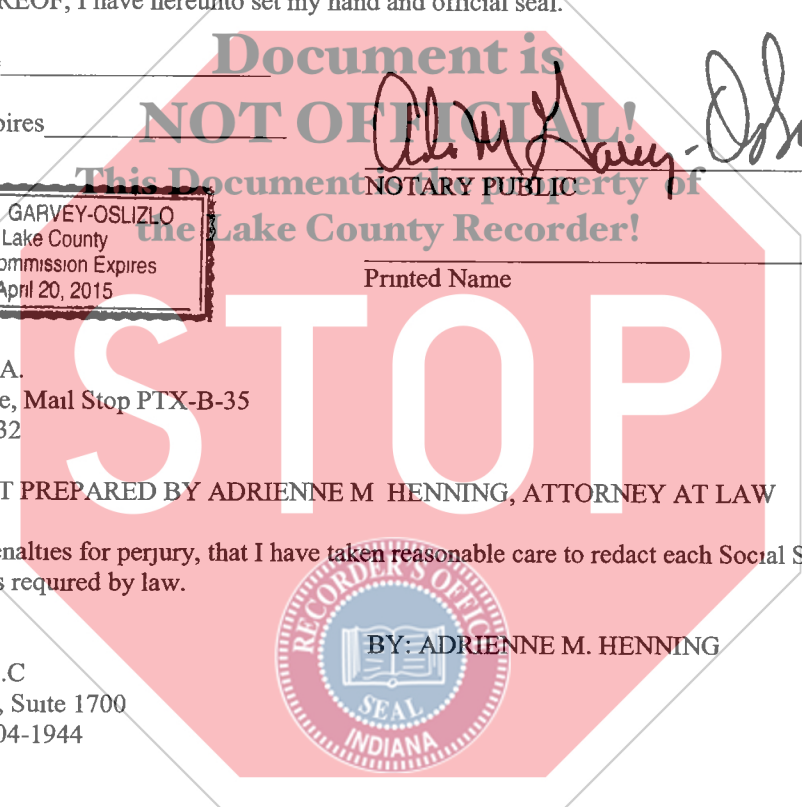 REOF, I have hereunto set my hand and official seal.
Document is
NOT OFFICIAL!
pires
This Document is the property of
NOTARY PUBLIC
the Lake County Recorder!
GARVEY-OSLIZLO
Lake County
ommission Expires
April 20, 2015
Printed Name
STOP
A.
e, Mail Stop PTX-B-35
32
T PREPARED BY ADRIENNE M HENNING, ATTORNEY AT LAW
enalties for perjury, that I have taken reasonable care to redact each Social S
s required by law.
RECORDER'S OFFICE
SEAL
INDIANA
BY: ADRIENNE M. HENNING
.C
, Suite 1700
04-1944